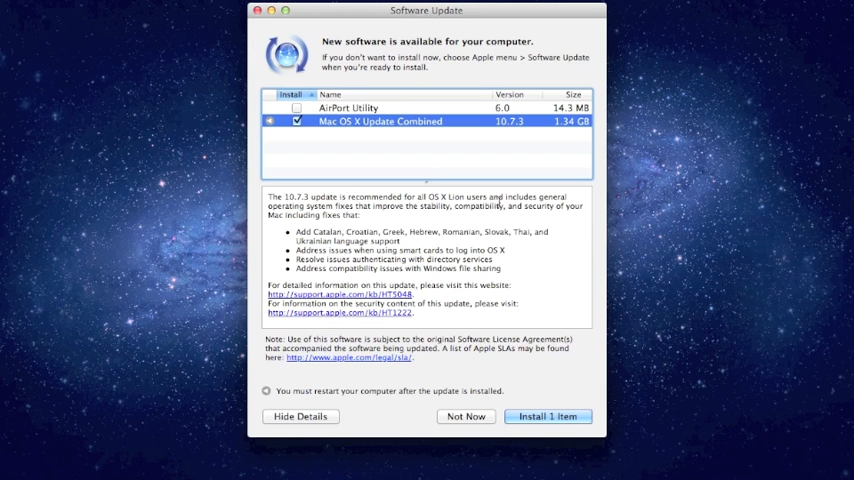 Software Update
New software is available for your computer.
If you don't want to install now, choose Apple menu > Software Update
when you're ready to install.
Install Name Version Size
AirPort Utility 6.0 14.3 MB
Mac OS X Update Combined 10.7.3 1.34 GB
The 10.7.3 update is recommended for all OS X Lion users and includes general
operating system fixes that improve the stability, compatibility, and security of your
Mac including fixes that:
• Add Catalan, Croatian, Greek, Hebrew, Romanian, Slovak, Thai, and
Ukrainian language support
• Address issues when using smart cards to log into OS X
• Resolve issues authenticating with directory services
• Address compatibility issues with Windows file sharing
For detailed information on this update, please visit this website:
http://support.apple.com/kb/HT5048.
For information on the security content of this update, please visit:
http://support.apple.com/kb/HT1222.
Note: Use of this software is subject to the original Software License Agreement(s)
that accompanied the software being updated. A list of Apple SLAs may be found
here: http://www.apple.com/legal/sla/.
You must restart your computer after the update is installed.
Hide Details Not Now Install 1 Item